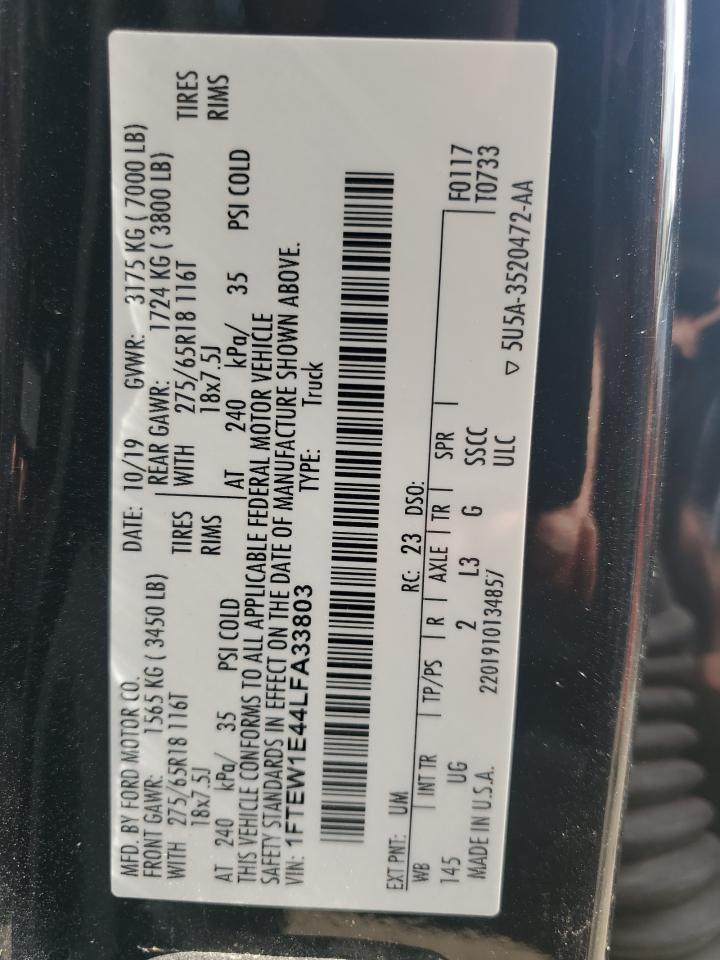 MFD. BY FORD MOTOR CO. DATE: 10/19 GVWR: 3175 KG ( 7000 LB)
FRONT GAWR: 1565 KG ( 3450 LB) REAR GAWR: 1724 KG ( 3800 LB)
WITH 275/65R18 116T TIRES WITH 275/65R18 116T TIRES
18x7.5J RIMS 18x7.5J RIMS
AT 240 kPa/ 35 PSI COLD AT 240 kPa/ 35 PSI COLD
THIS VEHICLE CONFORMS TO ALL APPLICABLE FEDERAL MOTOR VEHICLE
SAFETY STANDARDS IN EFFECT ON THE DATE OF MANUFACTURE SHOWN ABOVE.
VIN: 1FTEW1E44LFA33803 TYPE: Truck
EXT PNT: UM RC: 23 DSO: F0117
WB INT TR TP/PS R AXLE TR SPR T0733
145 UG 2 L3 G SSCC
MADE IN U.S.A. 2201910134857 ULC
▽ 5U5A-3520472-AA